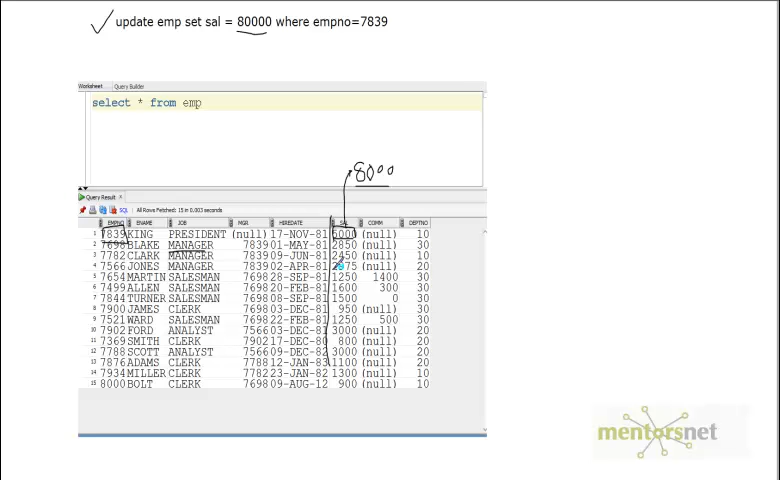 update emp set sal = 80000 where empno=7839
Worksheet Query Builder
select * from emp
8000
Query Result ×
SQL All Rows Fetched: 15 in 0.003 seconds
EMPNO ENAME JOB MGR HIREDATE SAL COMM DEPTNO
1 7839 KING PRESIDENT (null) 17-NOV-81 5000 (null) 10
2 7698 BLAKE MANAGER 7839 01-MAY-81 2850 (null) 30
3 7782 CLARK MANAGER 7839 09-JUN-81 2450 (null) 10
4 7566 JONES MANAGER 7839 02-APR-81 2975 (null) 20
5 7654 MARTIN SALESMAN 7698 28-SEP-81 1250 1400 30
6 7499 ALLEN SALESMAN 7698 20-FEB-81 1600 300 30
7 7844 TURNER SALESMAN 7698 08-SEP-81 1500 0 30
8 7900 JAMES CLERK 7698 03-DEC-81 950 (null) 30
9 7521 WARD SALESMAN 7698 22-FEB-81 1250 500 30
10 7902 FORD ANALYST 7566 03-DEC-81 3000 (null) 20
11 7369 SMITH CLERK 7902 17-DEC-80 800 (null) 20
12 7788 SCOTT ANALYST 7566 09-DEC-82 3000 (null) 20
13 7876 ADAMS CLERK 7788 12-JAN-83 1100 (null) 20
14 7934 MILLER CLERK 7782 23-JAN-82 1300 (null) 10
15 8000 BOLT CLERK 7698 09-AUG-12 900 (null) 10
mentorsnet